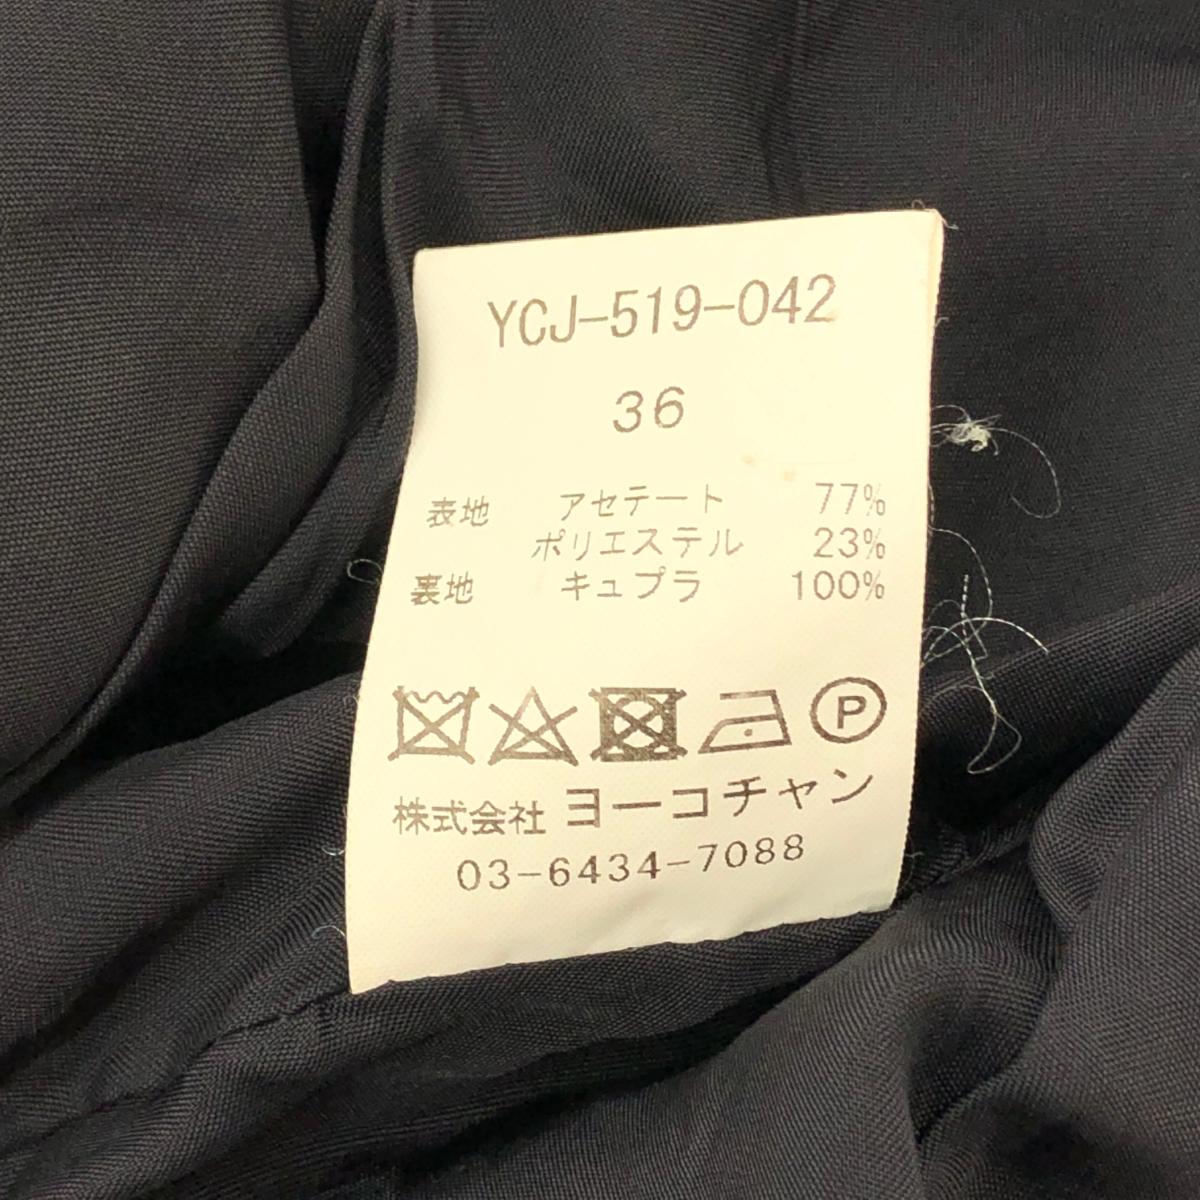 YCJ-519-042
36
表地 アセテート 77%
ポリエステル 23%
裏地 キュプラ 100%
P
株式会社 ヨーコチャン
03-6434-7088